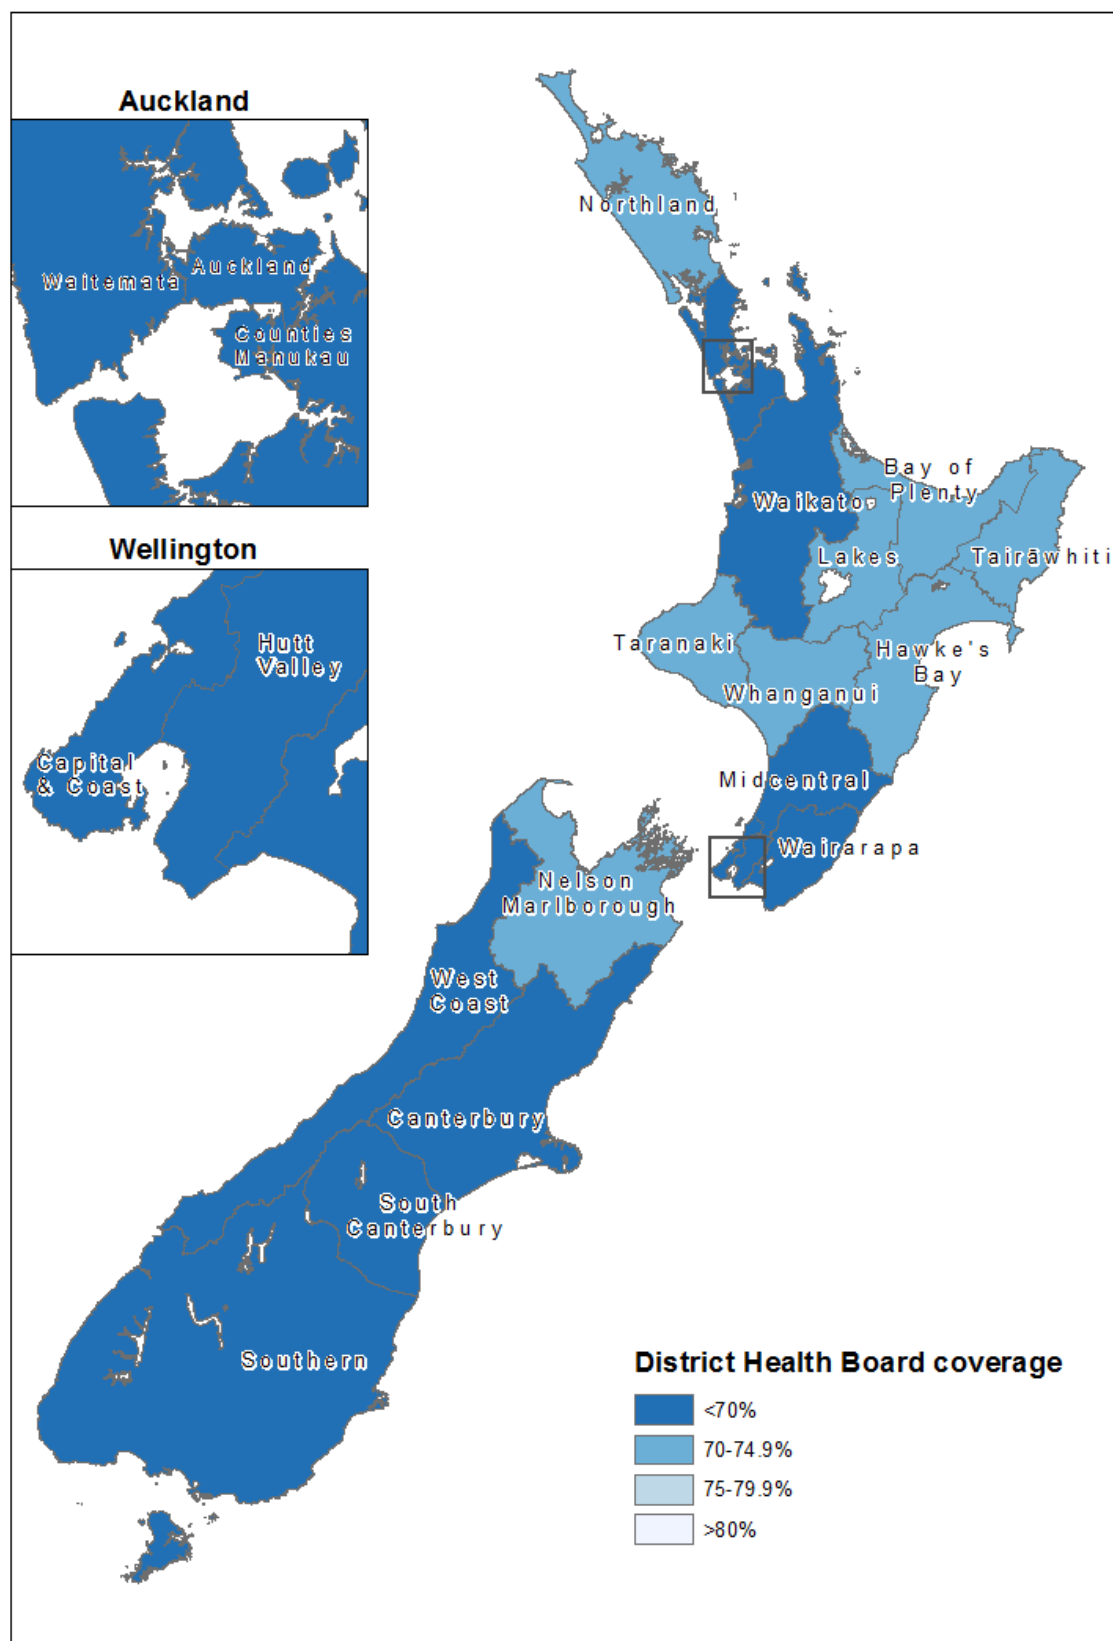 Auckland
Waitemata
Auckland
Counties
Manukau
Wellington
Hutt
Valley
Capital
& Coast
Northland
Bay of
Plenty
Waikato
Lakes
Tairāwhiti
Taranaki
Hawke's
Bay
Whanganui
Midcentral
Wairarapa
Nelson
Marlborough
West
Coast
Canterbury
South
Canterbury
Southern
District Health Board coverage
<70%
70-74.9%
75-79.9%
>80%